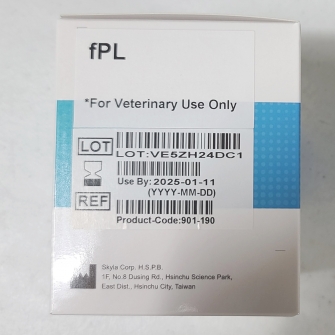 fPL
*For Veterinary Use Only
LOT
LOT:VE5ZH24DC1
Use By: 2025-01-11
(YYYY-MM-DD)
REF
Product-Code:901-190
Skyla Corp. H.S.P.B.
1F, No.8 Dusing Rd., Hsinchu Science Park,
East Dist., Hsinchu City, Taiwan